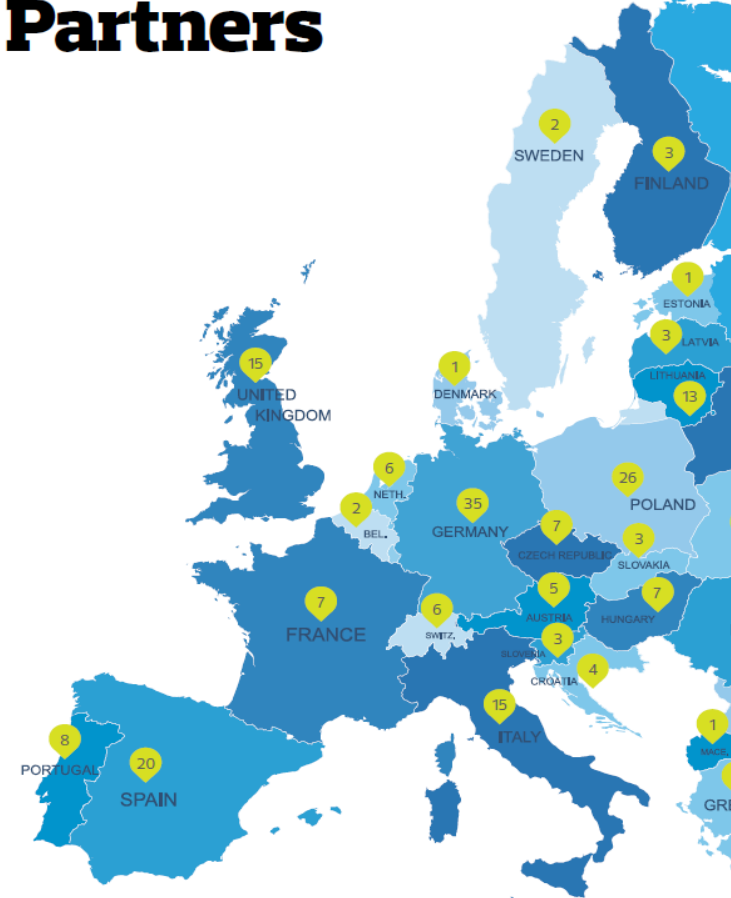 Partners
2
SWEDEN
3
FINLAND
1
ESTONIA
3
LATVIA
LITHUANIA
13
15
UNITED
KINGDOM
1
DENMARK
6
NETH.
2
BEL.
35
GERMANY
26
POLAND
7
CZECH REPUBLIC
3
SLOVAKIA
5
AUSTRIA
7
HUNGARY
7
FRANCE
6
SWITZ.
3
SLOVENIA
4
CROATIA
15
ITALY
8
PORTUGAL
20
SPAIN
1
MACE.
GRE